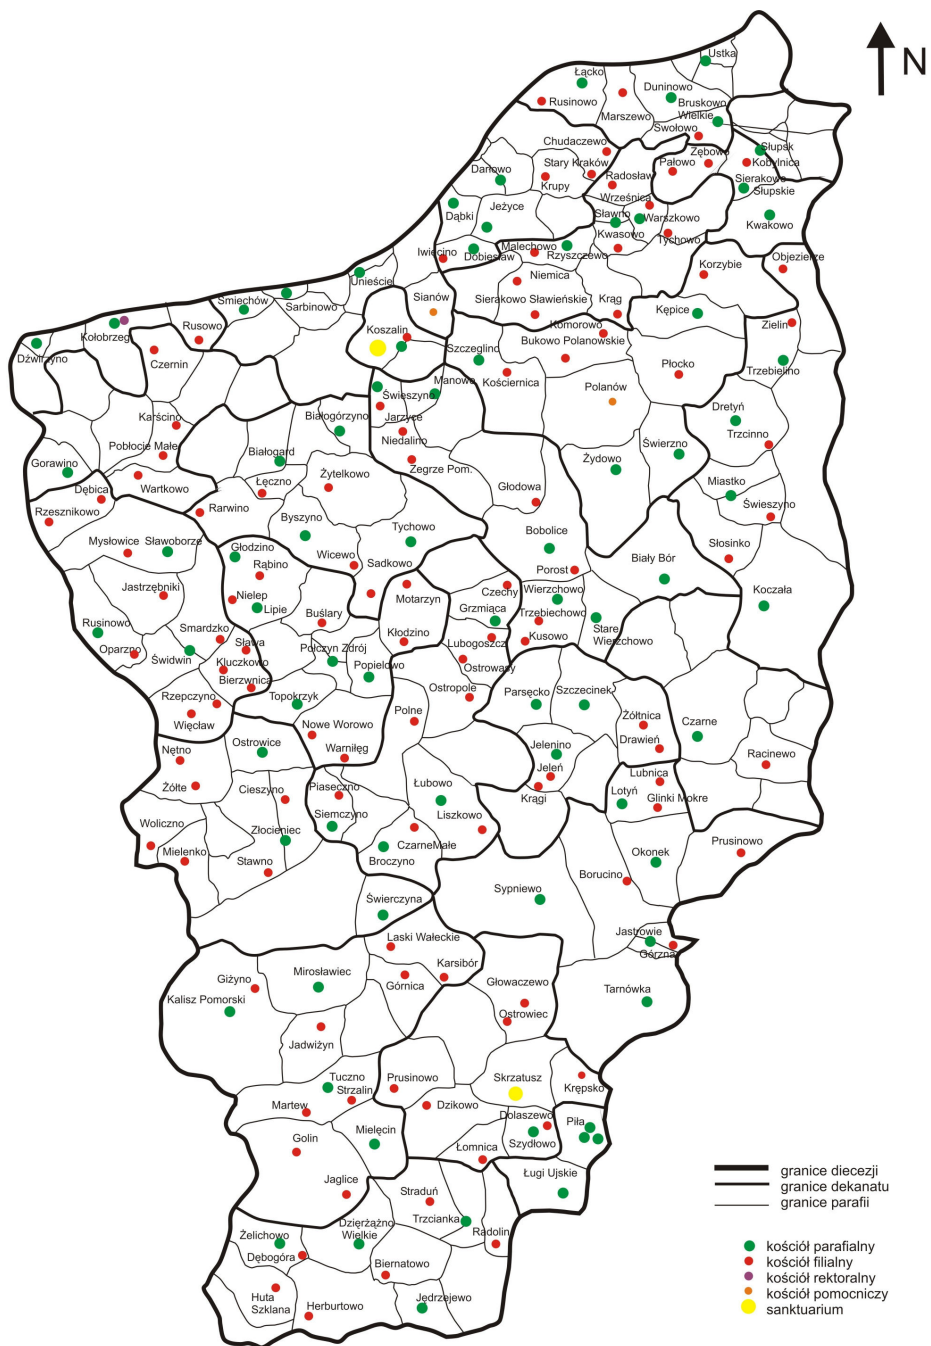 N
Ustka
Łącko
Duninowo
Rusinowo
Bruskowo
Wielkie
Marszewo
Swołowo
Chudaczewo
Słupsk
Zębowo
Kobylnica
Stary Kraków
Pałowo
Darłowo
Radosław
Sierakowo
Słupskie
Krupy
Wrześnica
Jeżyce
Dąbki
Sławno
Warszkowo
Kwakowo
Kwasowo
Tychowo
Malechowo
Iwięcino
Dobiesław
Rzyszczewo
Korzybie
Objezierze
Niemica
Unieście
Sianów
Sierakowo Sławieńskie
Krąg
Kępice
Śmiechów
Sarbinowo
Rusowo
Kołobrzeg
Koszalin
Komorowo
Zielin
Bukowo Polanowskie
Szczeglino
Czernin
Dźwirzyno
Kościernica
Płocko
Trzebielino
Manowo
Świeszyno
Polanów
Dretyń
Karścino
Białogórzyno
Jarzyce
Trzcinno
Niedalino
Pobłocie Małe
Świerzno
Białogard
Żydowo
Gorawino
Zegrze Pom.
Żytelkowo
Miastko
Dębica
Wartkowo
Łęczno
Głodowa
Rzesznikowo
Rarwino
Świeszyno
Byszyno
Tychowo
Bobolice
Mysłowice
Sławoborze
Słosinko
Głodzino
Wicewo
Biały Bór
Rąbino
Sadkowo
Porost
Jastrzębniki
Nielep
Motarzyn
Czechy
Wierzchowo
Koczała
Lipie
Grzmiąca
Rusinowo
Smardzko
Buślary
Trzebiechowo
Stare
Wierzchowo
Oparzno
Sława
Kłodzino
Lubogoszcz
Kusowo
Świdwin
Połczyn Zdrój
Kluczkowo
Popielowo
Ostrowąsy
Bierzwnica
Rzepczyno
Topokrzyk
Ostropole
Parsęcko
Szczecinek
Więcław
Polne
Żółtnica
Czarne
Nowe Worowo
Ostrowice
Drawień
Nętno
Warniłęg
Jelenino
Racinewo
Jeleń
Lubnica
Żółte
Cieszyno
Piaseczno
Łubowo
Lotyń
Krągi
Glinki Mokre
Siemczyno
Liszkowo
Woliczno
Złocieniec
CzarneMałe
Prusinowo
Mielenko
Okonek
Stawno
Broczyno
Borucino
Sypniewo
Świerczyna
Jastrowie
Laski Wałeckie
Górzna
Karsibór
Giżyno
Mirosławiec
Głowaczewo
Kalisz Pomorski
Górnica
Tarnówka
Ostrowiec
Jadwiżyn
Tuczno
Prusinowo
Skrzatusz
Strzalin
Krępsko
Martew
Dzikowo
Dolaszewo
Mielęcin
Piła
Golin
Szydłowo
Łomnica
Jaglice
Ługi Ujskie
Straduń
Dzierżążno
Wielkie
Trzcianka
Żelichowo
Radolin
Dębogóra
Biernatowo
Huta
Szklana
Herburtowo
Jędrzejewo
granice diecezji
granice dekanatu
granice parafii
kościół parafialny
kościół filialny
kościół rektoralny
kościół pomocniczy
sanktuarium